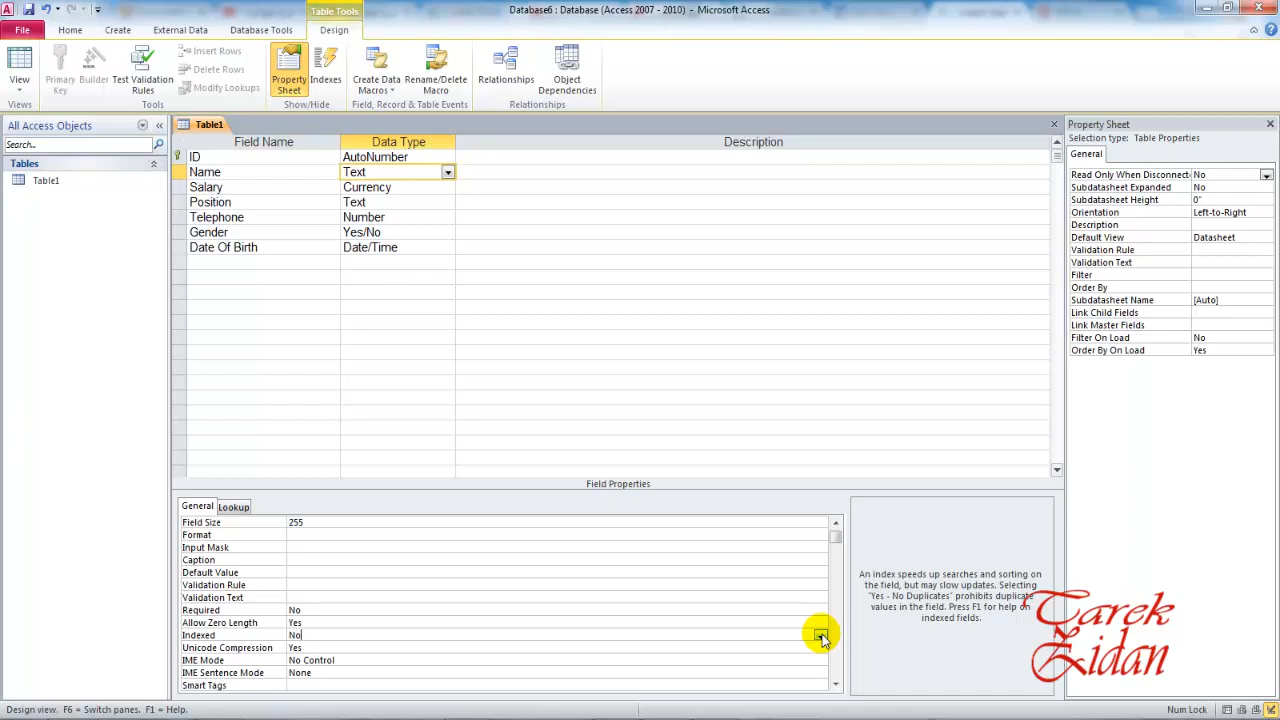 Database6 : Database (Access 2007 - 2010) - Microsoft Access
Table Tools
File
Home
Create
External Data
Database Tools
Design
View
Primary Key
Builder
Test Validation Rules
Insert Rows
Delete Rows
Modify Lookups
Property Sheet
Indexes
Create Data Macros
Rename/Delete Macro
Relationships
Object Dependencies
Views
Tools
Show/Hide
Field, Record & Table Events
Relationships
All Access Objects
Search...
Tables
Table1
Table1
Field Name Data Type Description
ID AutoNumber
Name Text
Salary Currency
Position Text
Telephone Number
Gender Yes/No
Date Of Birth Date/Time
Field Properties
General Lookup
Field Size 255
Format
Input Mask
Caption
Default Value
Validation Rule
Validation Text
Required No
Allow Zero Length Yes
Indexed No
Unicode Compression Yes
IME Mode No Control
IME Sentence Mode None
Smart Tags
An index speeds up searches and sorting on
the field, but may slow updates. Selecting
"Yes - No Duplicates" prohibits duplicate
values in the field. Press F1 for help on
indexed fields.
Property Sheet
Selection type: Table Properties
General
Read Only When Disconnect No
Subdatasheet Expanded No
Subdatasheet Height 0"
Orientation Left-to-Right
Description
Default View Datasheet
Validation Rule
Validation Text
Filter
Order By
Subdatasheet Name [Auto]
Link Child Fields
Link Master Fields
Filter On Load No
Order By On Load Yes
Tarek
Zidan
Design view. F6 = Switch panes. F1 = Help.
Num Lock